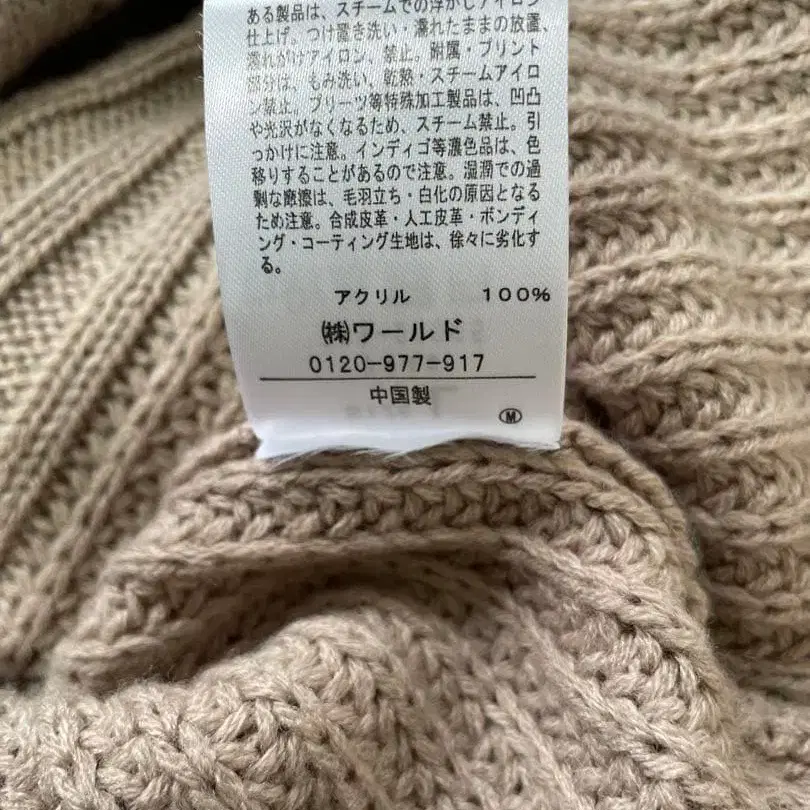 ある製品は、スチームでの浮かしアイロン
仕上げ。つけ置き洗い・濡れたままの放置、
濡れがけアイロン、禁止。附属・プリント
部分は、もみ洗い、乾熱・スチームアイロ
ン禁止。プリーツ等特殊加工製品は、凹凸
や光沢がなくなるため、スチーム禁止。引
っかけに注意。インディゴ等濃色品は、色
移りすることがあるので注意。湿潤での過
剰な摩擦は、毛羽立ち・白化の原因となる
ため注意。合成皮革・人工皮革・ボンディ
ング・コーティング生地は、徐々に劣化す
る。
アクリル 100%
㈱ワールド
0120-977-917
中国製
Ⓜ